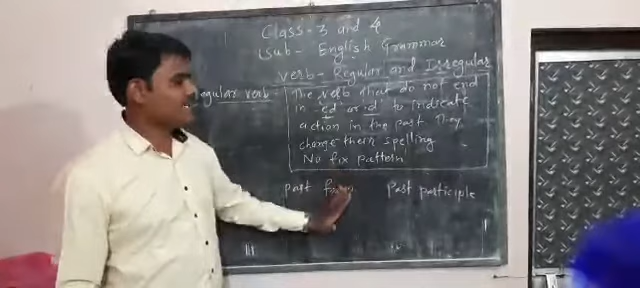 Class-3 and 4
Sub- English Grammar
Verb- Regular and Irregular
egular verb- The verb that do not end
in -'ed' or 'd' to indicate
action in the past. They
change their spelling
No fix pattern
past form Past participle